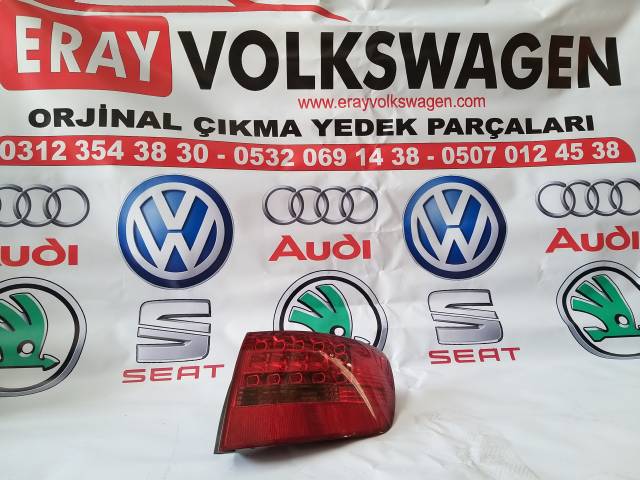 ERAY VOLKSWAGEN
www.erayvolkswagen.com
ORJİNAL ÇIKMA YEDEK PARÇALARI
0312 354 38 30 - 0532 069 14 38 - 0507 012 45 38
Audi Audi Audi
SEAT SEAT